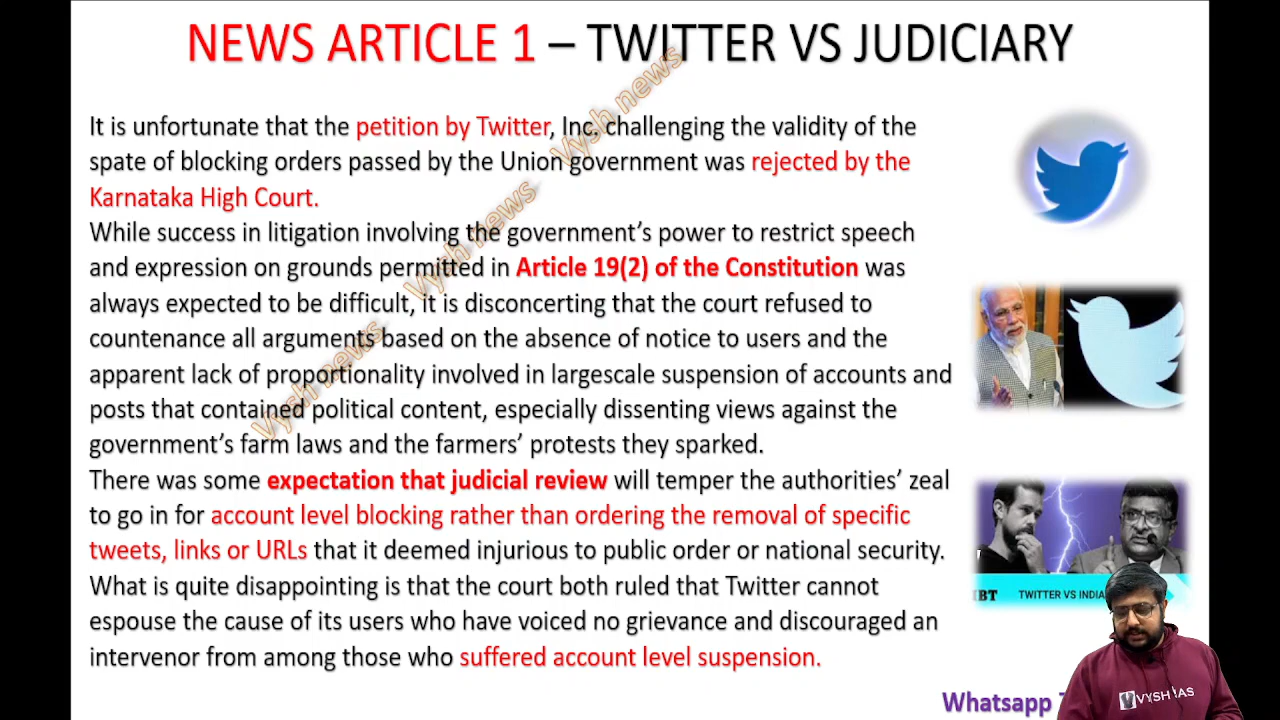 NEWS ARTICLE 1 – TWITTER VS JUDICIARY
It is unfortunate that the petition by Twitter, Inc. challenging the validity of the
spate of blocking orders passed by the Union government was rejected by the
Karnataka High Court.
While success in litigation involving the government's power to restrict speech
and expression on grounds permitted in Article 19(2) of the Constitution was
always expected to be difficult, it is disconcerting that the court refused to
countenance all arguments based on the absence of notice to users and the
apparent lack of proportionality involved in largescale suspension of accounts and
posts that contained political content, especially dissenting views against the
government's farm laws and the farmers' protests they sparked.
There was some expectation that judicial review will temper the authorities' zeal
to go in for account level blocking rather than ordering the removal of specific
tweets, links or URLs that it deemed injurious to public order or national security.
What is quite disappointing is that the court both ruled that Twitter cannot
espouse the cause of its users who have voiced no grievance and discouraged an
intervenor from among those who suffered account level suspension.
Vysh news
Vysh news
Vysh news
TWITTER VS INDIA
VYSH IAS
Whatsapp